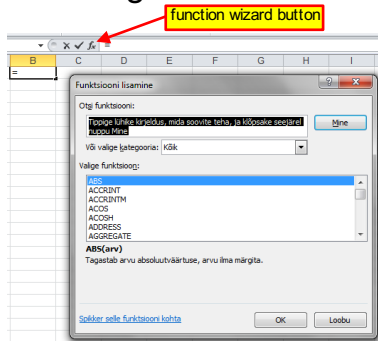 function wizard button
fx =
B C D E F G H I
=
Funktsiooni lisamine
Otsi funktsiooni:
Tippige lühike kirjeldus, mida soovite teha, ja klõpsake seejärel
nuppu Mine
Mine
Või valige kategooria: Kõik
Valige funktsioon:
ABS
ACCRINT
ACCRINTM
ACOS
ACOSH
ADDRESS
AGGREGATE
ABS(arv)
Tagastab arvu absoluutväärtuse, arvu ilma märgita.
Spikker selle funktsiooni kohta
OK Loobu